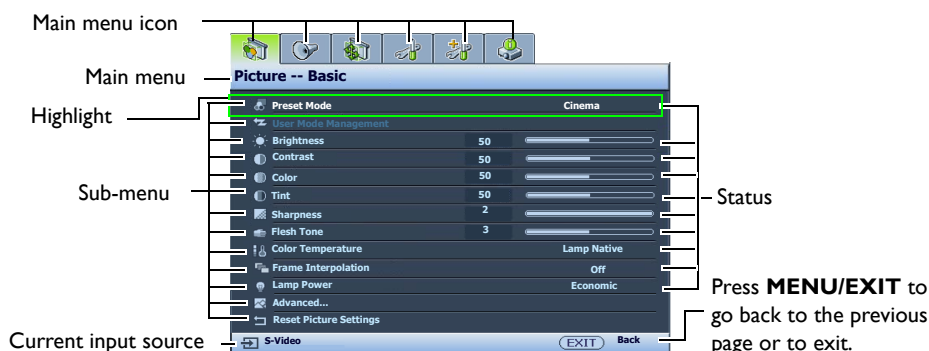 Main menu icon
Main menu
Picture -- Basic
Highlight
Preset Mode Cinema
User Mode Management
Brightness 50
Contrast 50
Color 50
Sub-menu
Tint 50
Status
Sharpness 2
Flesh Tone 3
Color Temperature Lamp Native
Frame Interpolation Off
Lamp Power Economic
Advanced...
Reset Picture Settings
Current input source
S-Video
EXIT Back
Press MENU/EXIT to
go back to the previous
page or to exit.